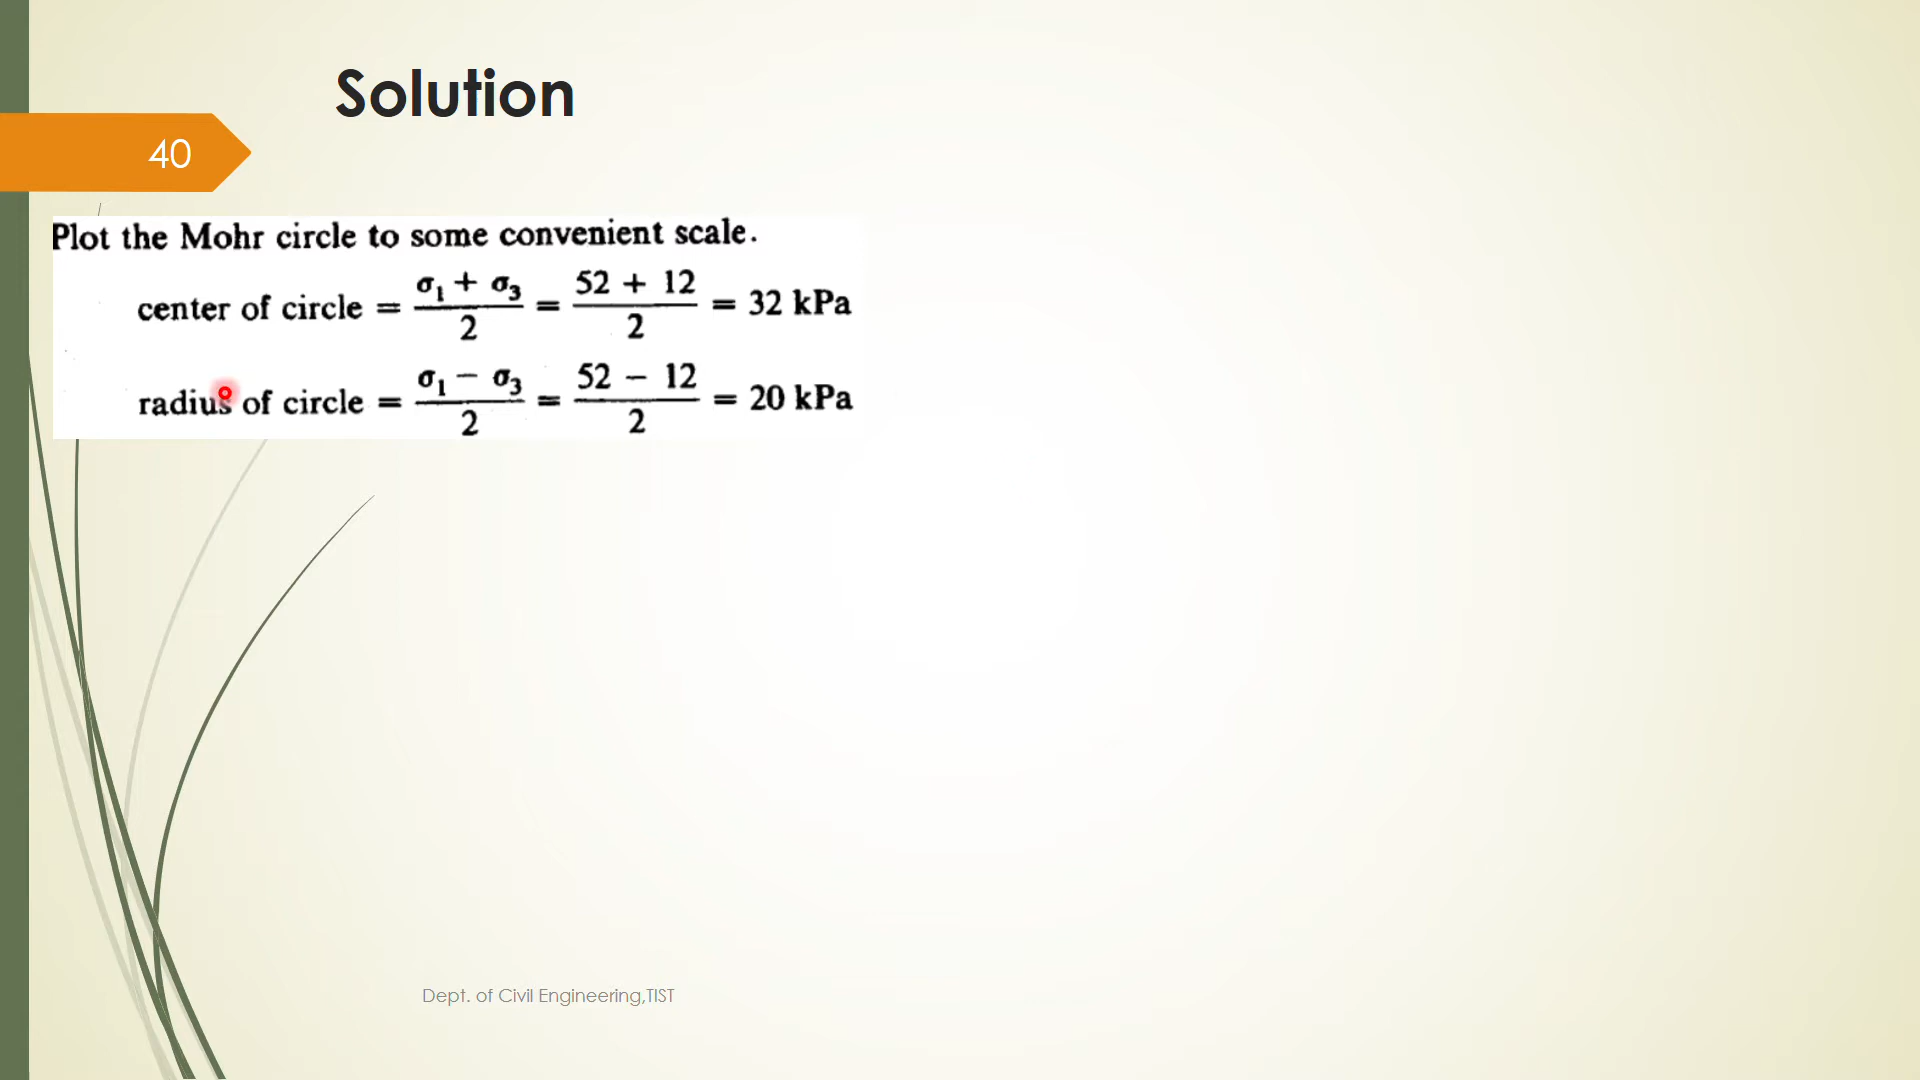 Solution
40
Plot the Mohr circle to some convenient scale.
center of circle = (σ₁ + σ₃)/2 = (52 + 12)/2 = 32 kPa
radius of circle = (σ₁ − σ₃)/2 = (52 − 12)/2 = 20 kPa
Dept. of Civil Engineering,TIST